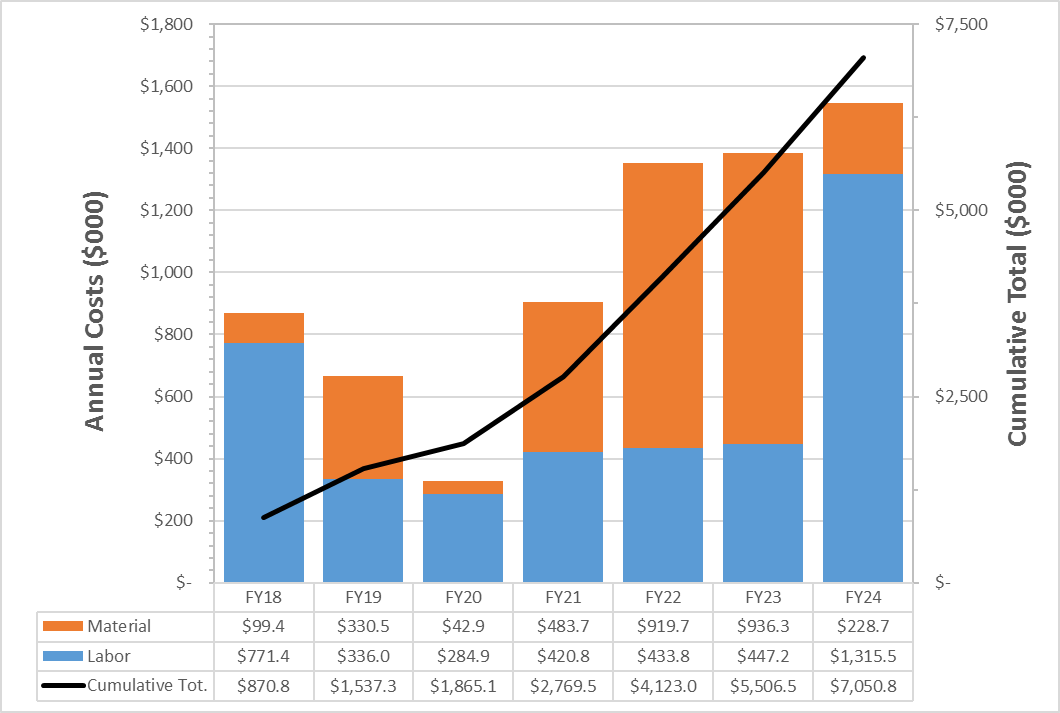 Annual Costs ($000)
$1,800
$1,600
$1,400
$1,200
$1,000
$800
$600
$400
$200
$-
$7,500
$5,000
$2,500
$-
Cumulative Total ($000)
FY18 FY19 FY20 FY21 FY22 FY23 FY24
Material $99.4 $330.5 $42.9 $483.7 $919.7 $936.3 $228.7
Labor $771.4 $336.0 $284.9 $420.8 $433.8 $447.2 $1,315.5
Cumulative Tot. $870.8 $1,537.3 $1,865.1 $2,769.5 $4,123.0 $5,506.5 $7,050.8